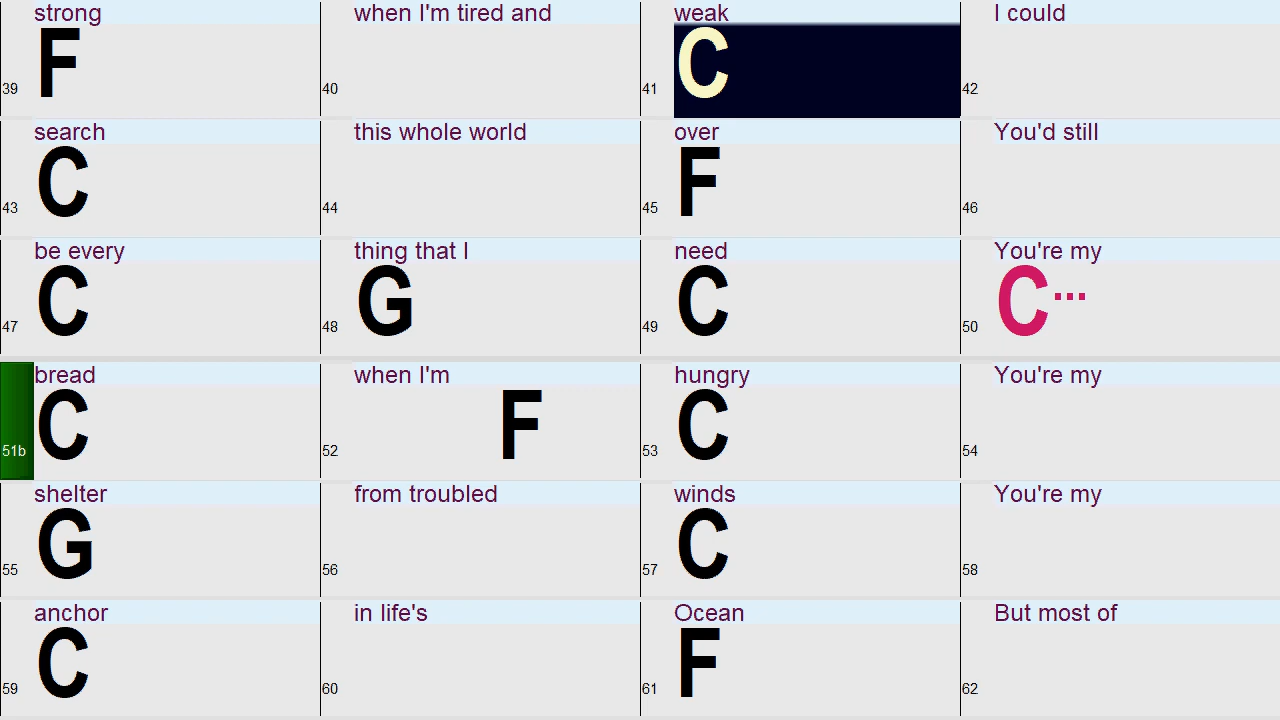 strong when I'm tired and weak I could
39 F 40 41 C 42
search this whole world over You'd still
43 C 44 45 F 46
be every thing that I need You're my
47 C 48 G 49 C 50 C...
bread when I'm hungry You're my
51b C 52 F 53 C 54
shelter from troubled winds You're my
55 G 56 57 C 58
anchor in life's Ocean But most of
59 C 60 61 F 62